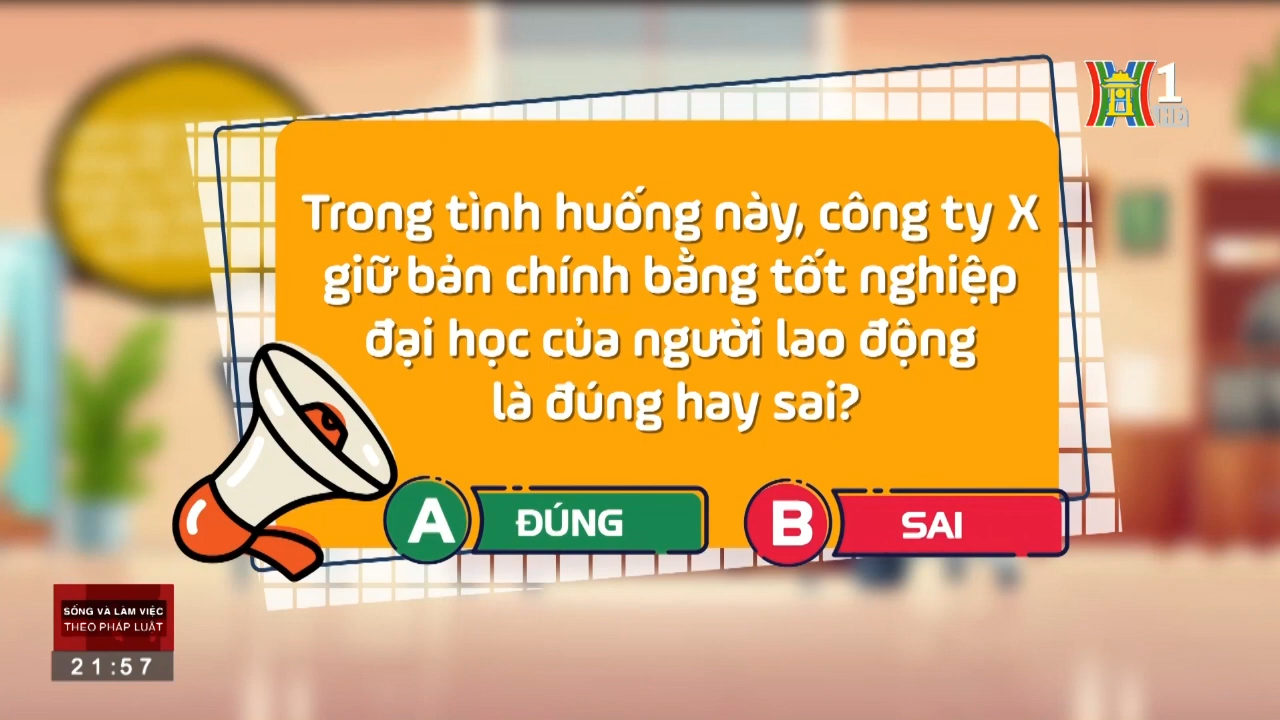 1
HD
Trong tình huống này, công ty X
giữ bản chính bằng tốt nghiệp
đại học của người lao động
là đúng hay sai?
A ĐÚNG
B SAI
SỐNG VÀ LÀM VIỆC
THEO PHÁP LUẬT
21:57